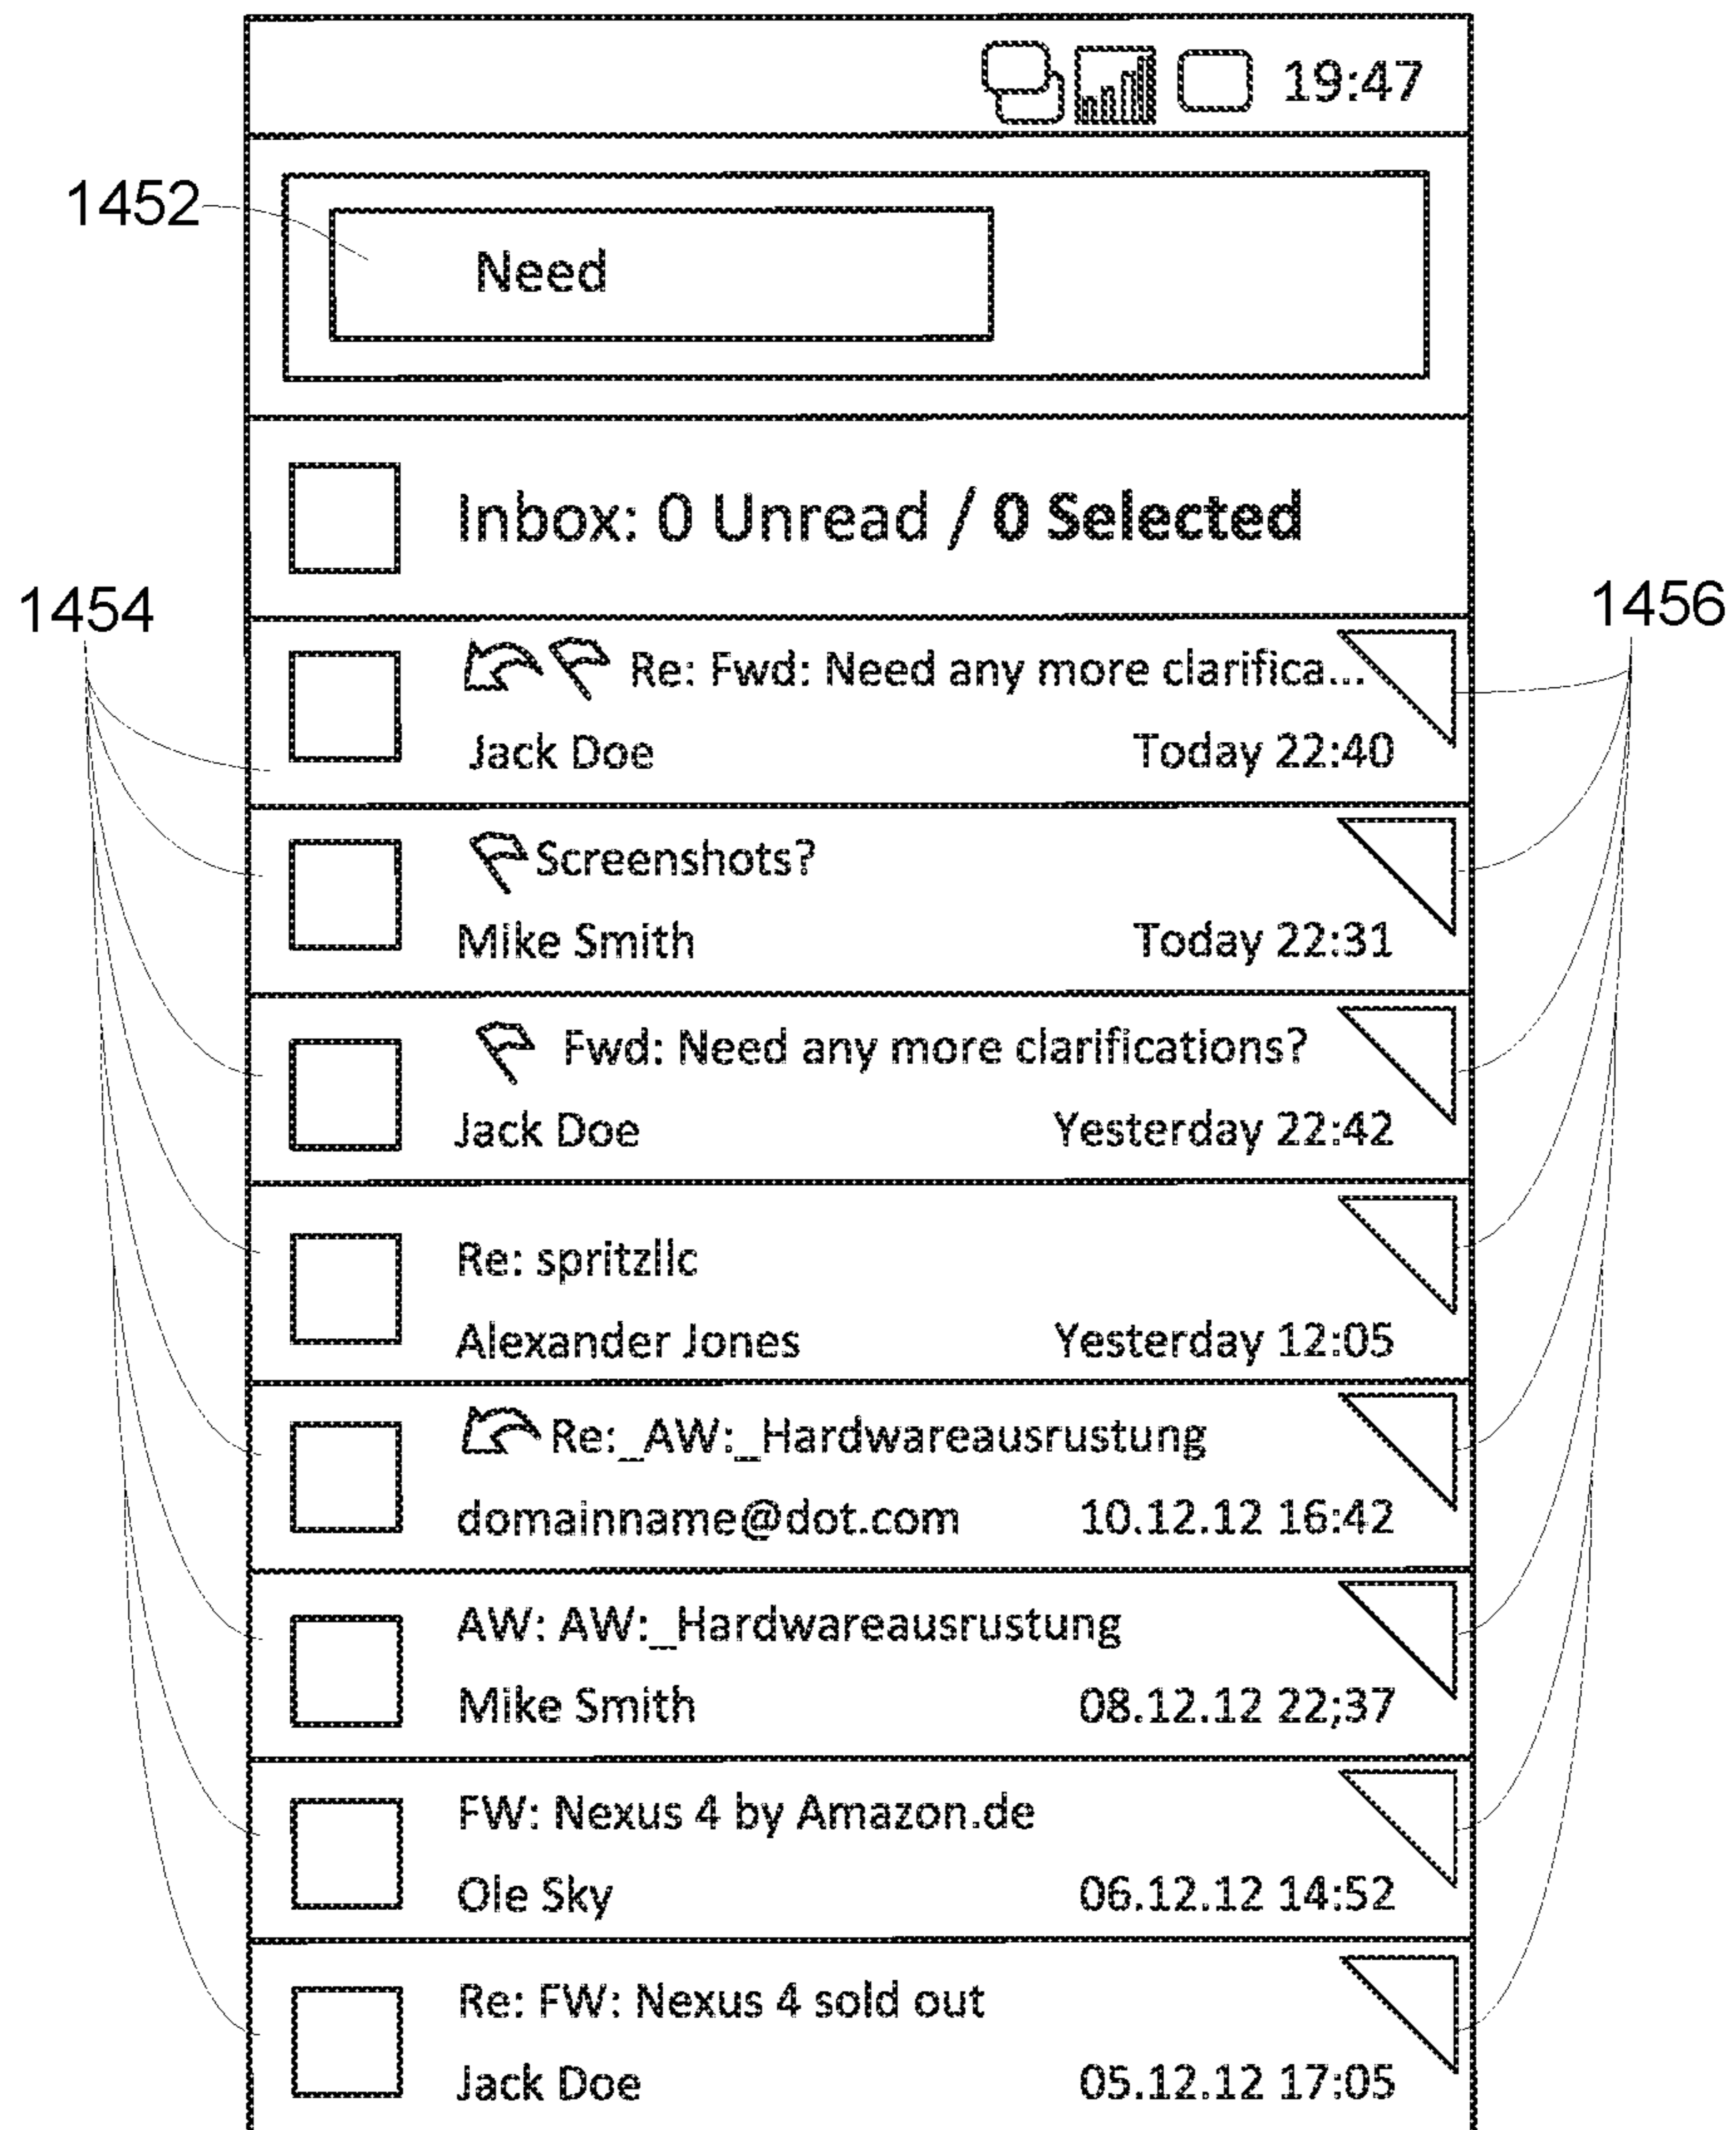 19:47
1452
Need
Inbox: 0 Unread / 0 Selected
1454
1456
Re: Fwd: Need any more clarifica...
Jack Doe Today 22:40
Screenshots?
Mike Smith Today 22:31
Fwd: Need any more clarifications?
Jack Doe Yesterday 22:42
Re: spritzllc
Alexander Jones Yesterday 12:05
Re:_AW:_Hardwareausrustung
domainname@dot.com 10.12.12 16:42
AW: AW:_Hardwareausrustung
Mike Smith 08.12.12 22;37
FW: Nexus 4 by Amazon.de
Ole Sky 06.12.12 14:52
Re: FW: Nexus 4 sold out
Jack Doe 05.12.12 17:05